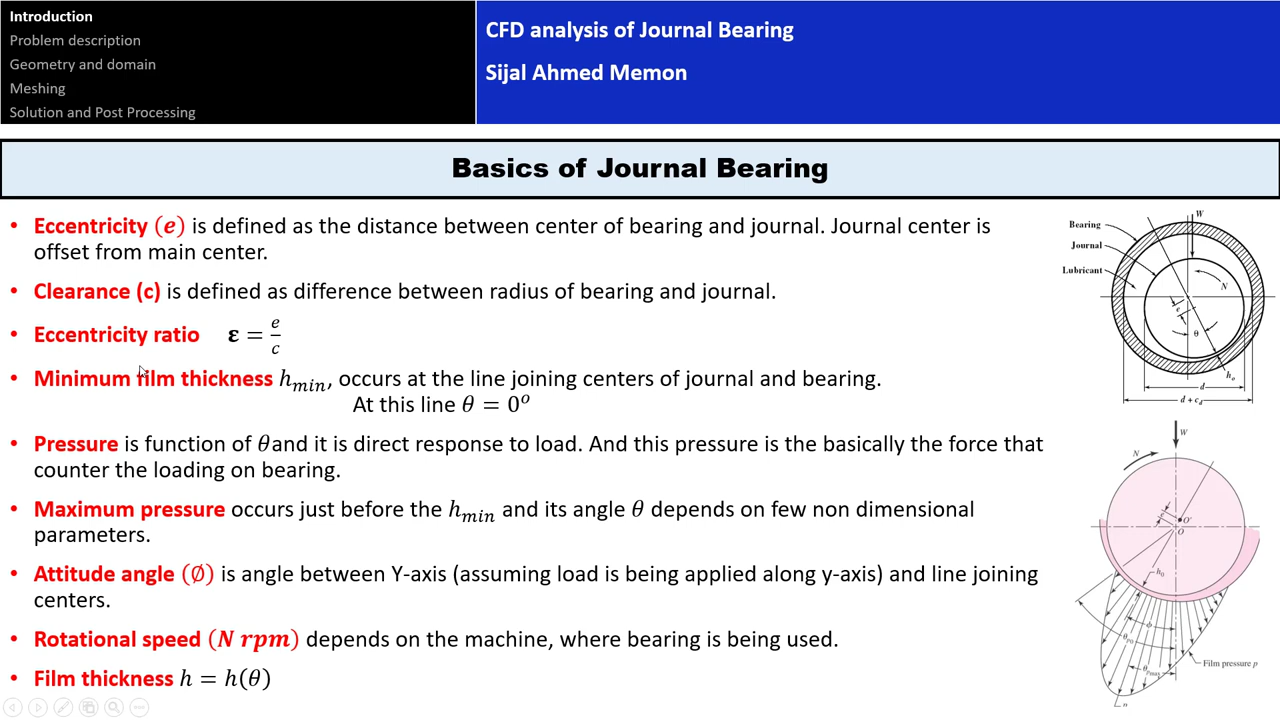 Introduction
Problem description
Geometry and domain
Meshing
Solution and Post Processing
CFD analysis of Journal Bearing
Sijal Ahmed Memon
Basics of Journal Bearing
• Eccentricity (e) is defined as the distance between center of bearing and journal. Journal center is
offset from main center.
• Clearance (c) is defined as difference between radius of bearing and journal.
• Eccentricity ratio ε = e/c
• Minimum film thickness h_min, occurs at the line joining centers of journal and bearing.
At this line θ = 0°
• Pressure is function of θ and it is direct response to load. And this pressure is the basically the force that
counter the loading on bearing.
• Maximum pressure occurs just before the h_min and its angle θ depends on few non dimensional
parameters.
• Attitude angle (∅) is angle between Y-axis (assuming load is being applied along y-axis) and line joining
centers.
• Rotational speed (N rpm) depends on the machine, where bearing is being used.
• Film thickness h = h(θ)
W
Bearing
Journal
Lubricant
N
e
θ
h_o
d
d + c_d
W
N
O'
O
h_0
ϕ
θ_p0
θ_pmax
Film pressure p